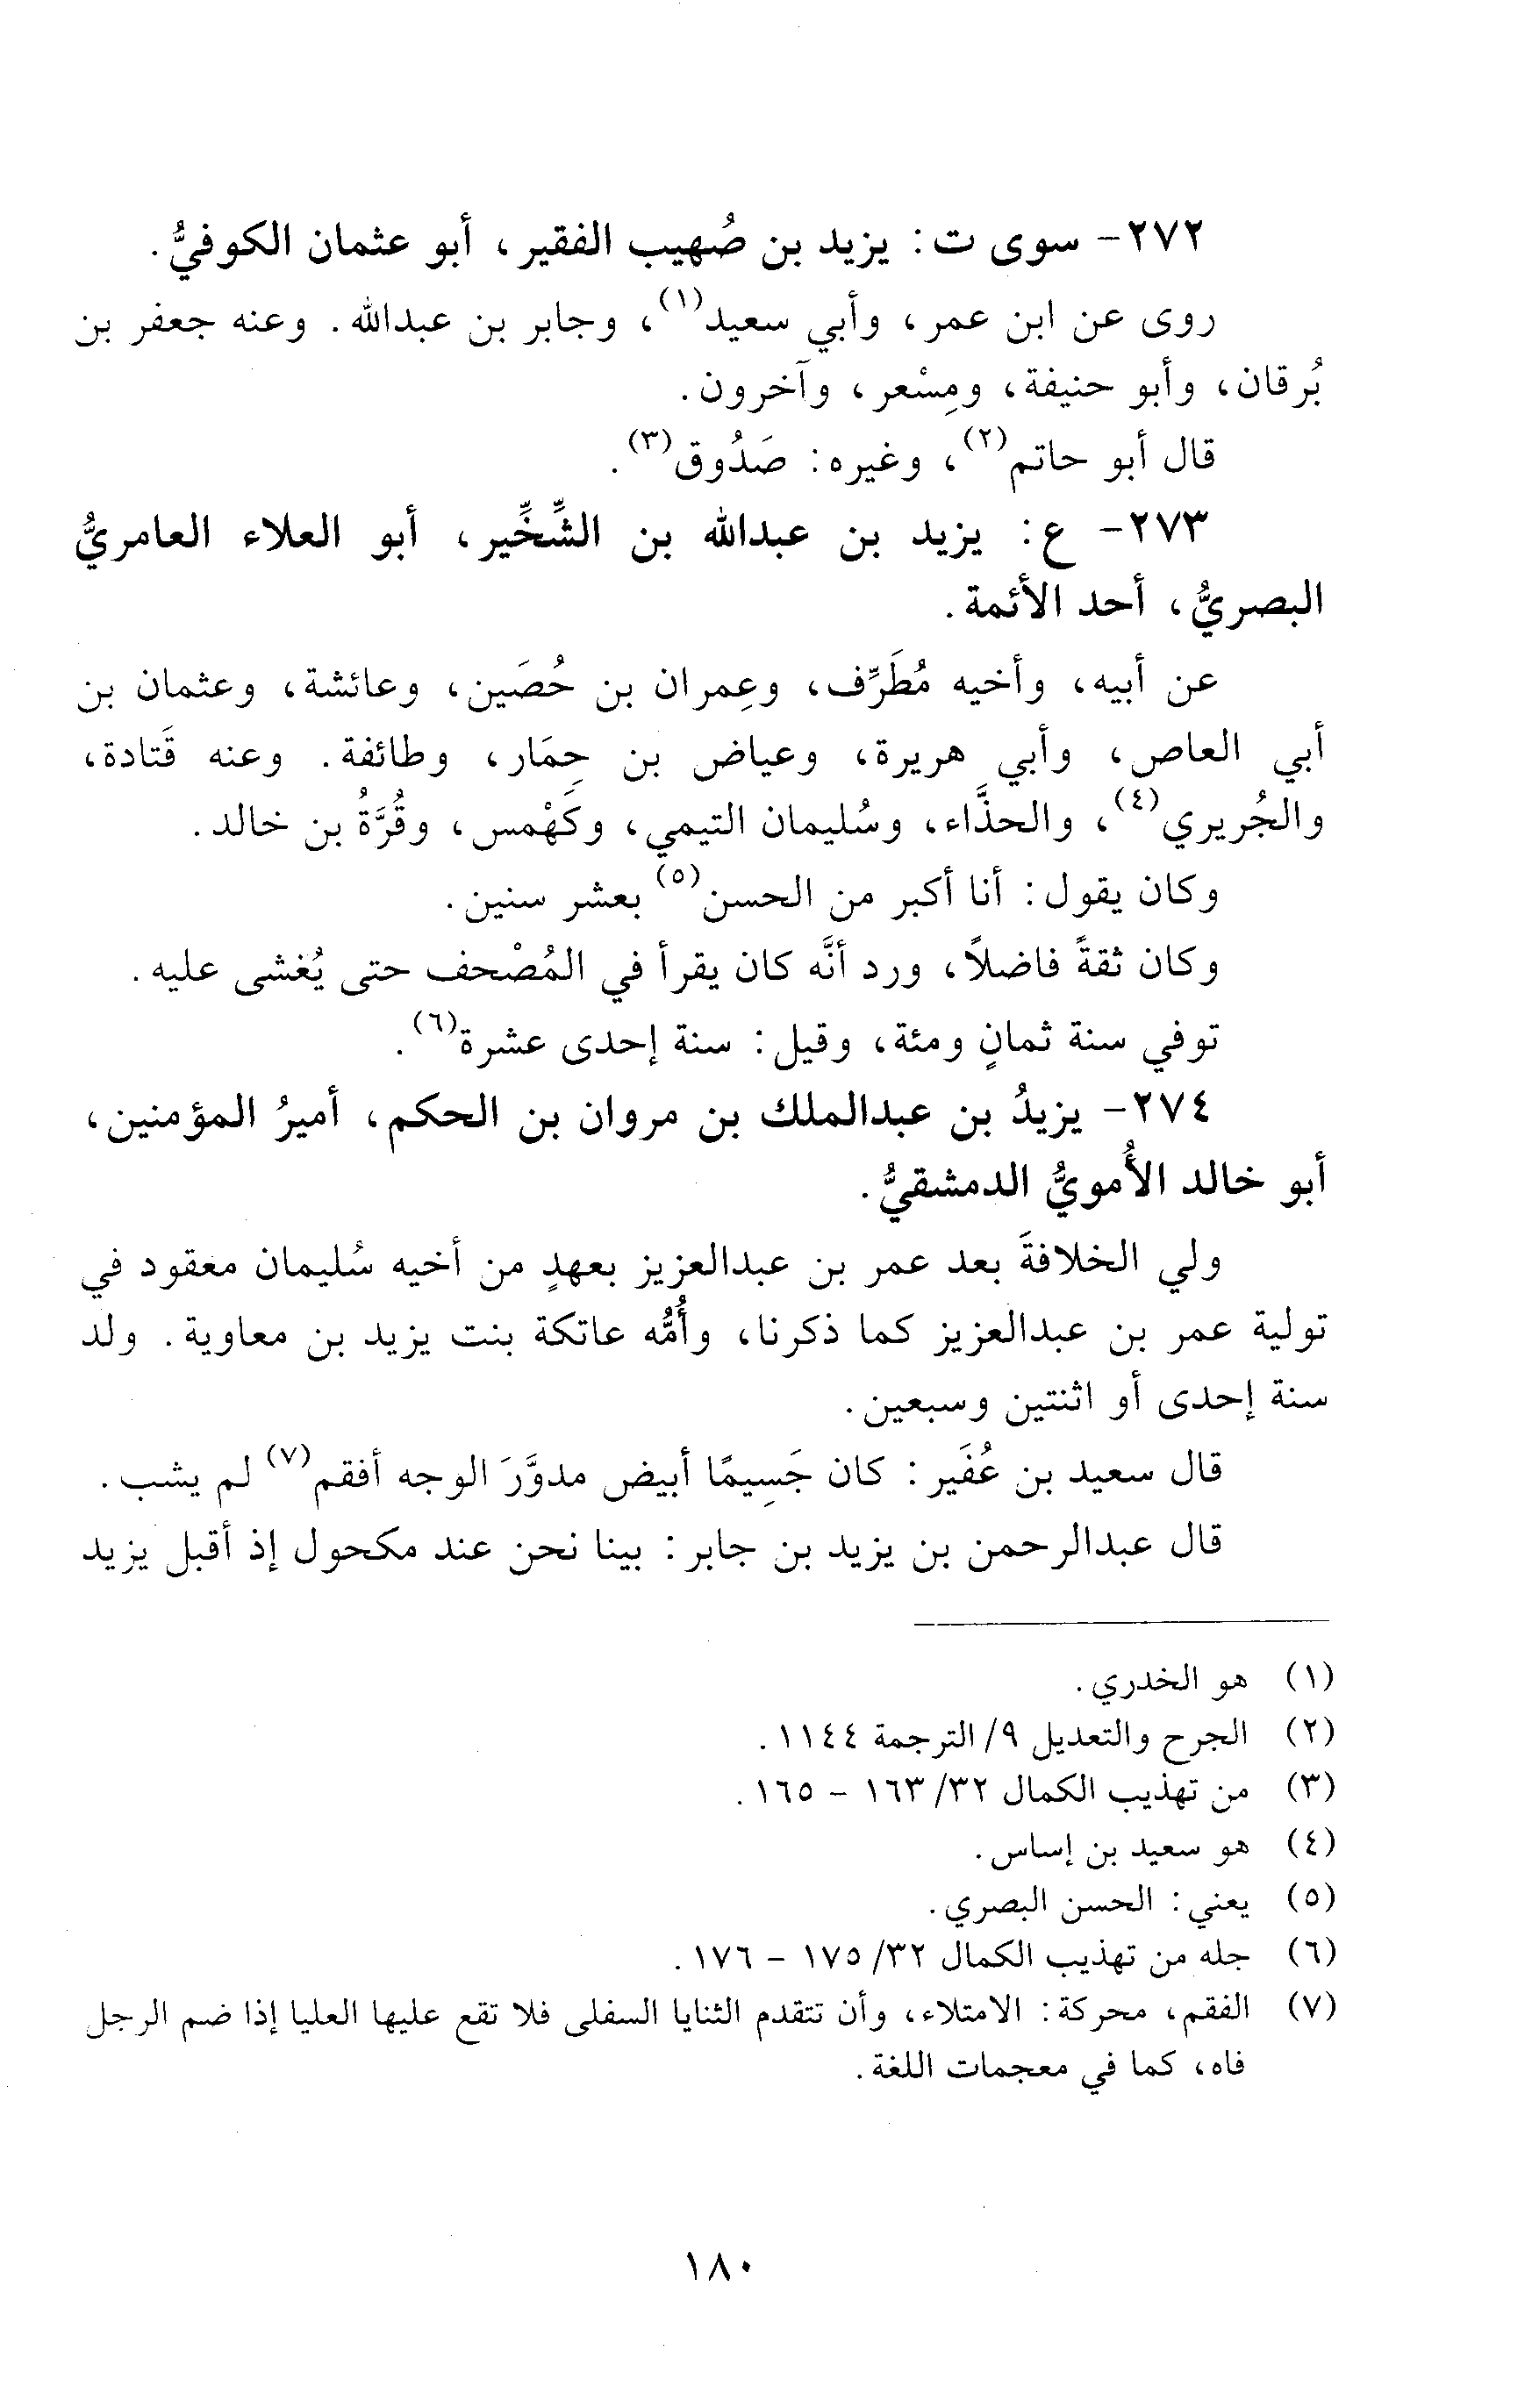 ٢٧٢- سوى ت: يزيد بن صُهيب الفقير، أبو عثمان الكوفيُّ.
روى عن ابن عمر، وأبي سعيد(١)، وجابر بن عبدالله. وعنه جعفر بن
بُرقان، وأبو حنيفة، ومِسْعر، وآخرون.
قال أبو حاتم(٢)، وغيره: صَدُوق(٣).
٢٧٣- ع: يزيد بن عبدالله بن الشِّخِّير، أبو العلاء العامريُّ
البصريُّ، أحد الأئمة.
عن أبيه، وأخيه مُطَرِّف، وعِمران بن حُصَين، وعائشة، وعثمان بن
أبي العاص، وأبي هريرة، وعياض بن حِمَار، وطائفة. وعنه قَتادة،
والجُريري(٤)، والحذَّاء، وسُليمان التيمي، وكَهْمس، وقُرَّةُ بن خالد.
وكان يقول: أنا أكبر من الحسن(٥) بعشر سنين.
وكان ثقةً فاضلاً، ورد أنَّه كان يقرأ في المُصْحف حتى يُغشى عليه.
توفي سنة ثمانٍ ومئة، وقيل: سنة إحدى عشرة(٦).
٢٧٤- يزيدُ بن عبدالملك بن مروان بن الحكم، أميرُ المؤمنين،
أبو خالد الأُمويُّ الدمشقيُّ.
ولي الخلافةَ بعد عمر بن عبدالعزيز بعهدٍ من أخيه سُليمان معقود في
تولية عمر بن عبدالعزيز كما ذكرنا، وأُمُّه عاتكة بنت يزيد بن معاوية. ولد
سنة إحدى أو اثنتين وسبعين.
قال سعيد بن عُفَير: كان جَسِيمًا أبيض مدوَّرَ الوجه أفقم(٧) لم يشب.
قال عبدالرحمن بن يزيد بن جابر: بينا نحن عند مكحول إذ أقبل يزيد
(١) هو الخدري.
(٢) الجرح والتعديل ٩/ الترجمة ١١٤٤.
(٣) من تهذيب الكمال ٣٢/ ١٦٣ - ١٦٥.
(٤) هو سعيد بن إساس.
(٥) يعني: الحسن البصري.
(٦) جله من تهذيب الكمال ٣٢/ ١٧٥ - ١٧٦.
(٧) الفقم، محركة: الامتلاء، وأن تتقدم الثنايا السفلى فلا تقع عليها العليا إذا ضم الرجل
فاه، كما في معجمات اللغة.
١٨٠